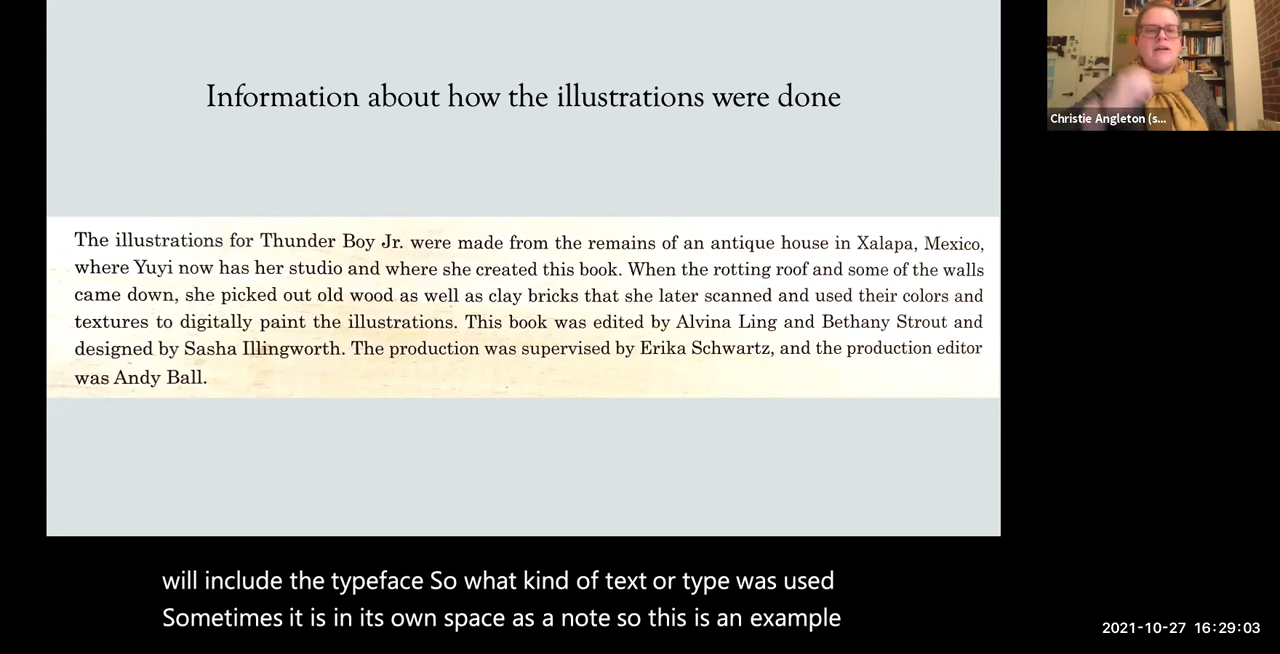 Information about how the illustrations were done
Christie Angleton (s...
The illustrations for Thunder Boy Jr. were made from the remains of an antique house in Xalapa, Mexico,
where Yuyi now has her studio and where she created this book. When the rotting roof and some of the walls
came down, she picked out old wood as well as clay bricks that she later scanned and used their colors and
textures to digitally paint the illustrations. This book was edited by Alvina Ling and Bethany Strout and
designed by Sasha Illingworth. The production was supervised by Erika Schwartz, and the production editor
was Andy Ball.
will include the typeface So what kind of text or type was used
Sometimes it is in its own space as a note so this is an example
2021-10-27 16:29:03